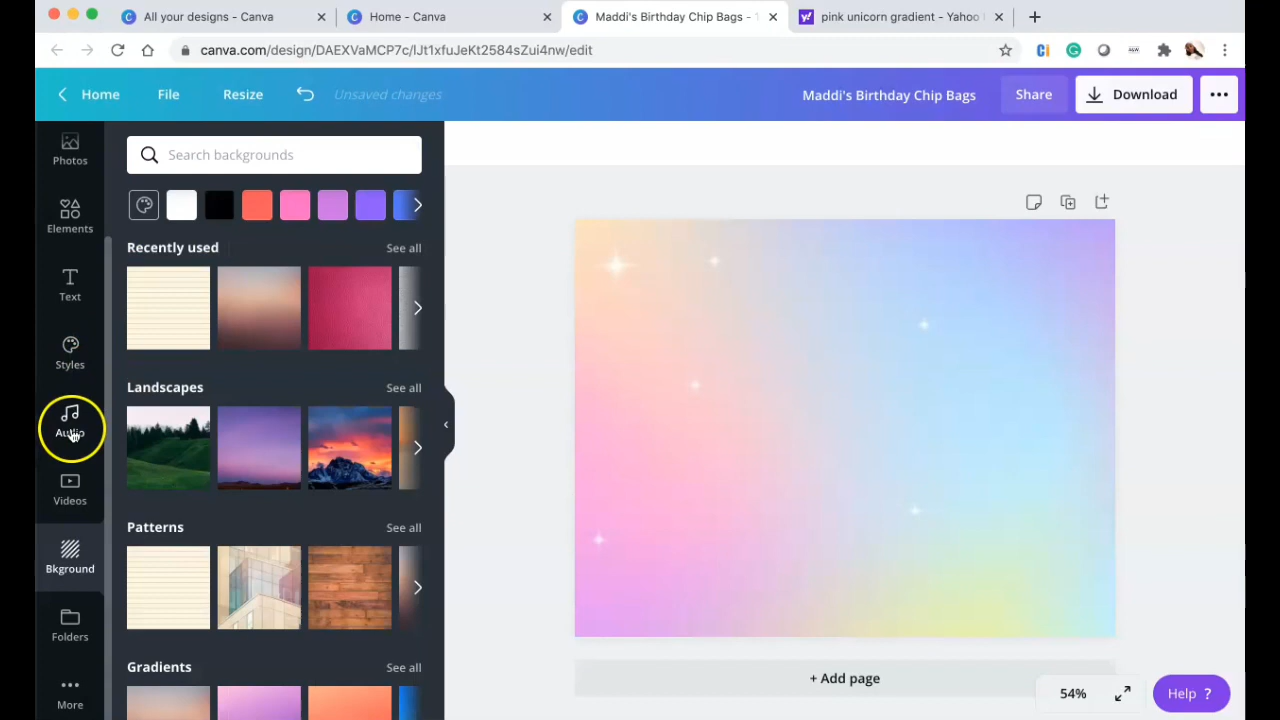 All your designs - Canva
Home - Canva
Maddi's Birthday Chip Bags - 1
pink unicorn gradient - Yahoo
canva.com/design/DAEXVaMCP7c/lJt1xfuJeKt2584sZui4nw/edit
Home
File
Resize
Unsaved changes
Maddi's Birthday Chip Bags
Share
Download
Photos
Elements
Text
Styles
Audio
Videos
Bkground
Folders
More
Search backgrounds
Recently used
See all
Landscapes
See all
Patterns
See all
Gradients
See all
+ Add page
54%
Help ?